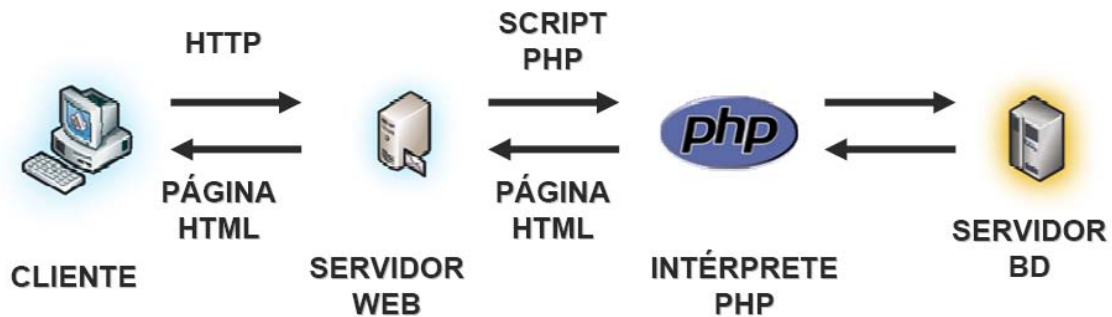 HTTP
SCRIPT
PHP
php
PÁGINA
HTML
PÁGINA
HTML
CLIENTE
SERVIDOR
WEB
INTÉRPRETE
PHP
SERVIDOR
BD